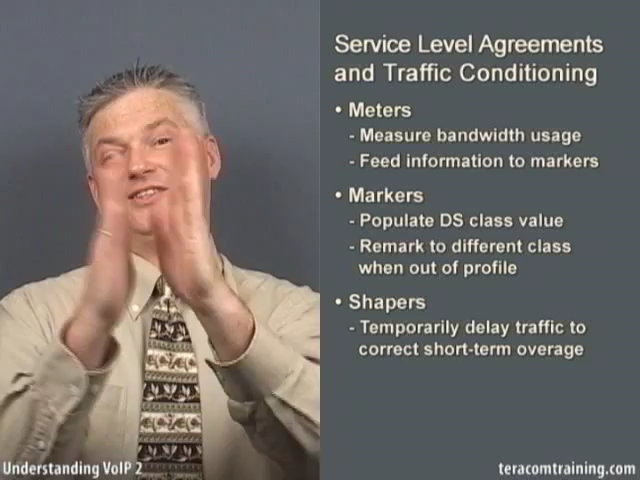 Service Level Agreements
and Traffic Conditioning
• Meters
- Measure bandwidth usage
- Feed information to markers
• Markers
- Populate DS class value
- Remark to different class
when out of profile
• Shapers
- Temporarily delay traffic to
correct short-term overage
Understanding VoIP 2
teracomtraining.com